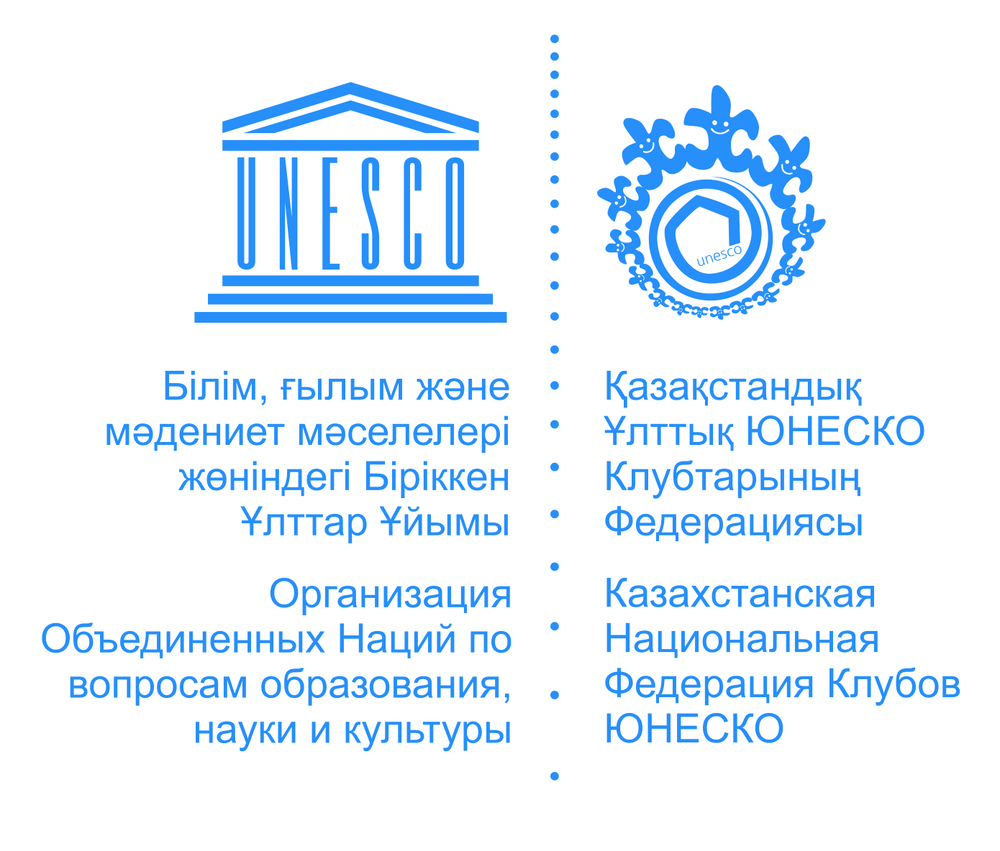 UNESCO
Білім, ғылым және
мәдениет мәселелері
жөніндегі Біріккен
Ұлттар Ұйымы
Организация
Объединенных Наций по
вопросам образования,
науки и культуры
unesco
Қазақстандық
Ұлттық ЮНЕСКО
Клубтарының
Федерациясы
Казахстанская
Национальная
Федерация Клубов
ЮНЕСКО